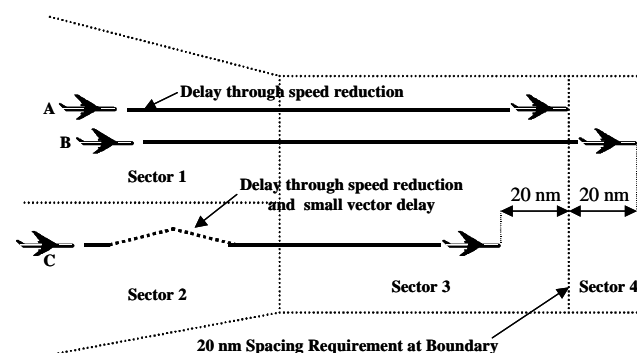 Delay through speed reduction
A
B
Sector 1
Delay through speed reduction
and small vector delay
20 nm
20 nm
C
Sector 2
Sector 3
Sector 4
20 nm Spacing Requirement at Boundary